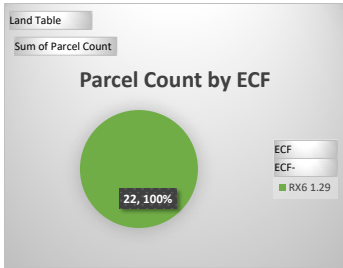 Land Table
Sum of Parcel Count
Parcel Count by ECF
22, 100%
ECF
ECF-
RX6 1.29